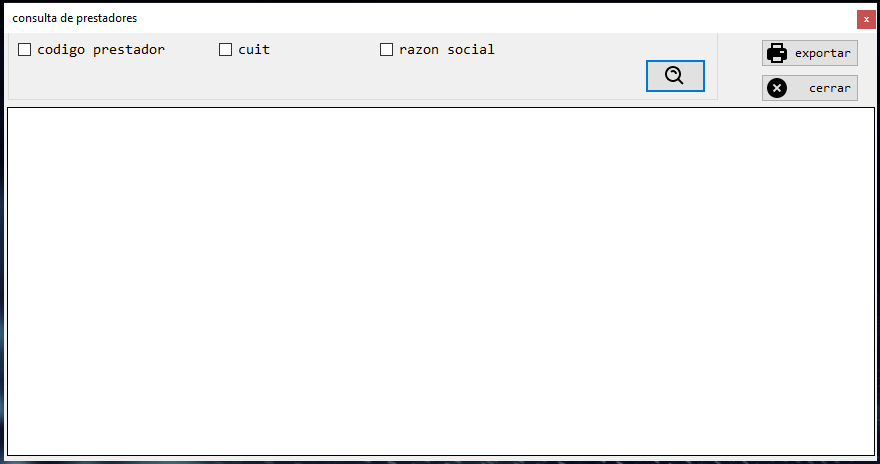 consulta de prestadores
x
codigo prestador
cuit
razon social
exportar
cerrar